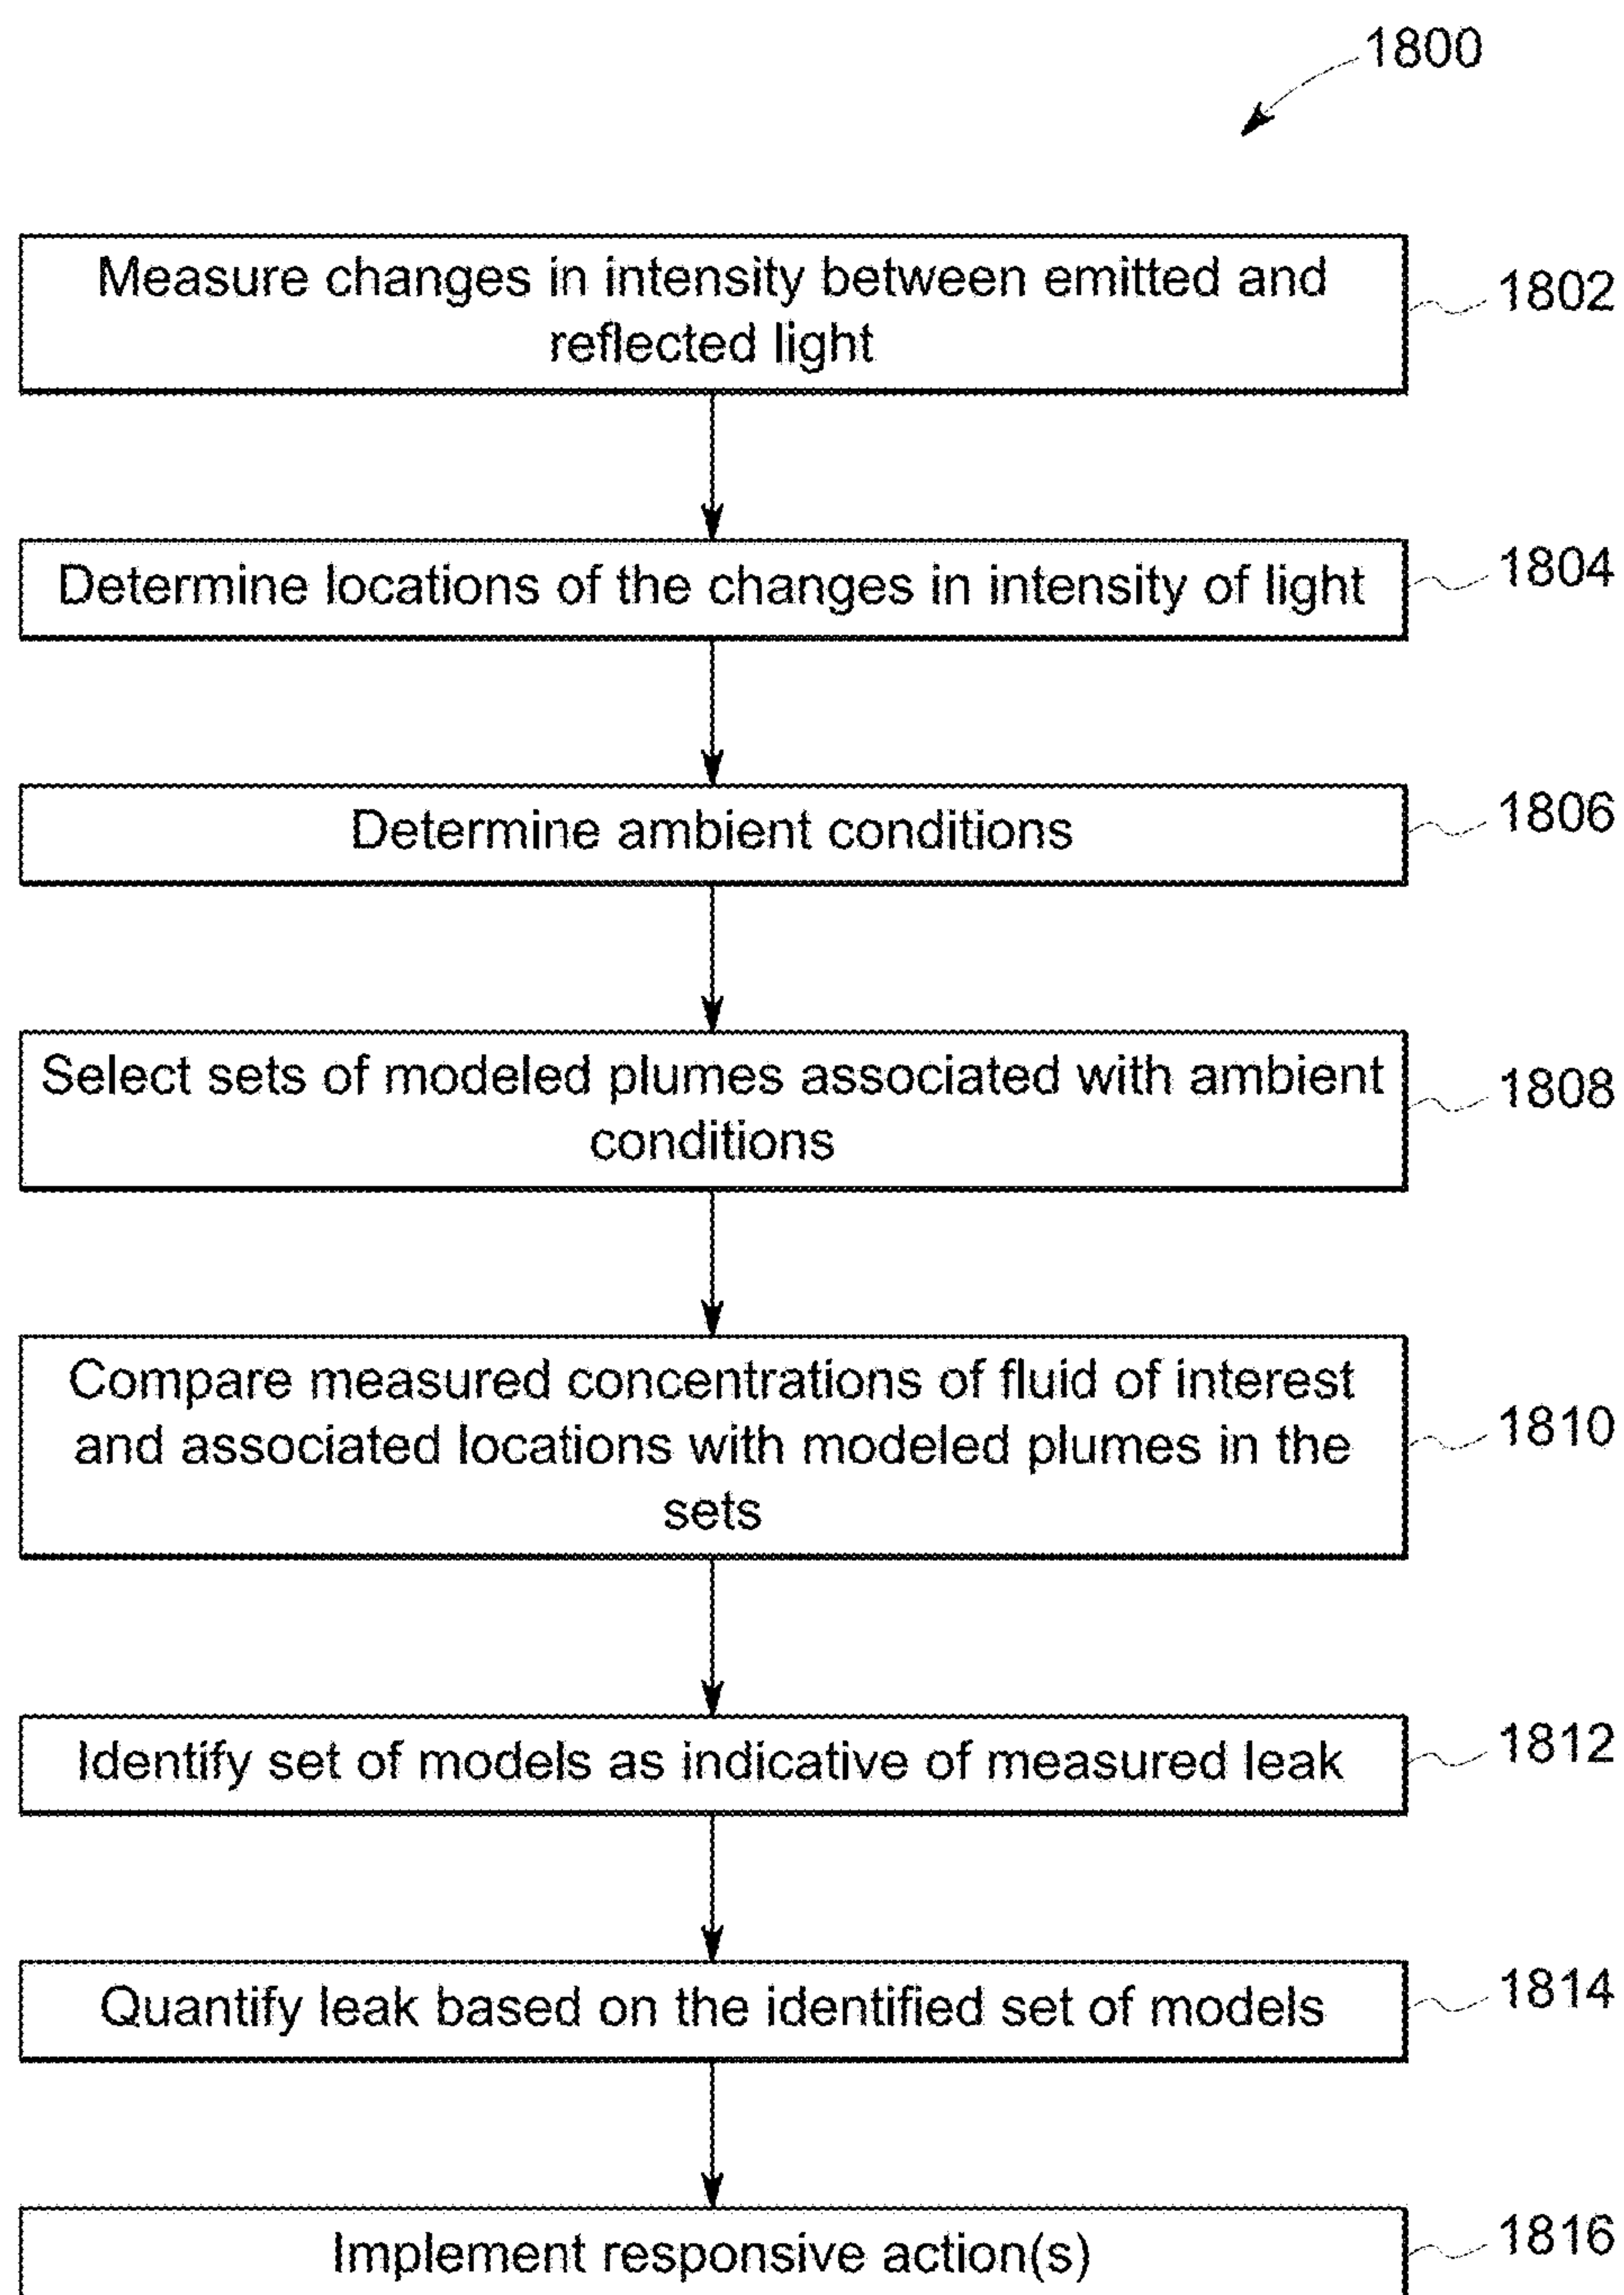 1800
Measure changes in intensity between emitted and
reflected light
1802
Determine locations of the changes in intensity of light
1804
Determine ambient conditions
1806
Select sets of modeled plumes associated with ambient
conditions
1808
Compare measured concentrations of fluid of interest
and associated locations with modeled plumes in the
sets
1810
Identify set of models as indicative of measured leak
1812
Quantify leak based on the identified set of models
1814
Implement responsive action(s)
1816